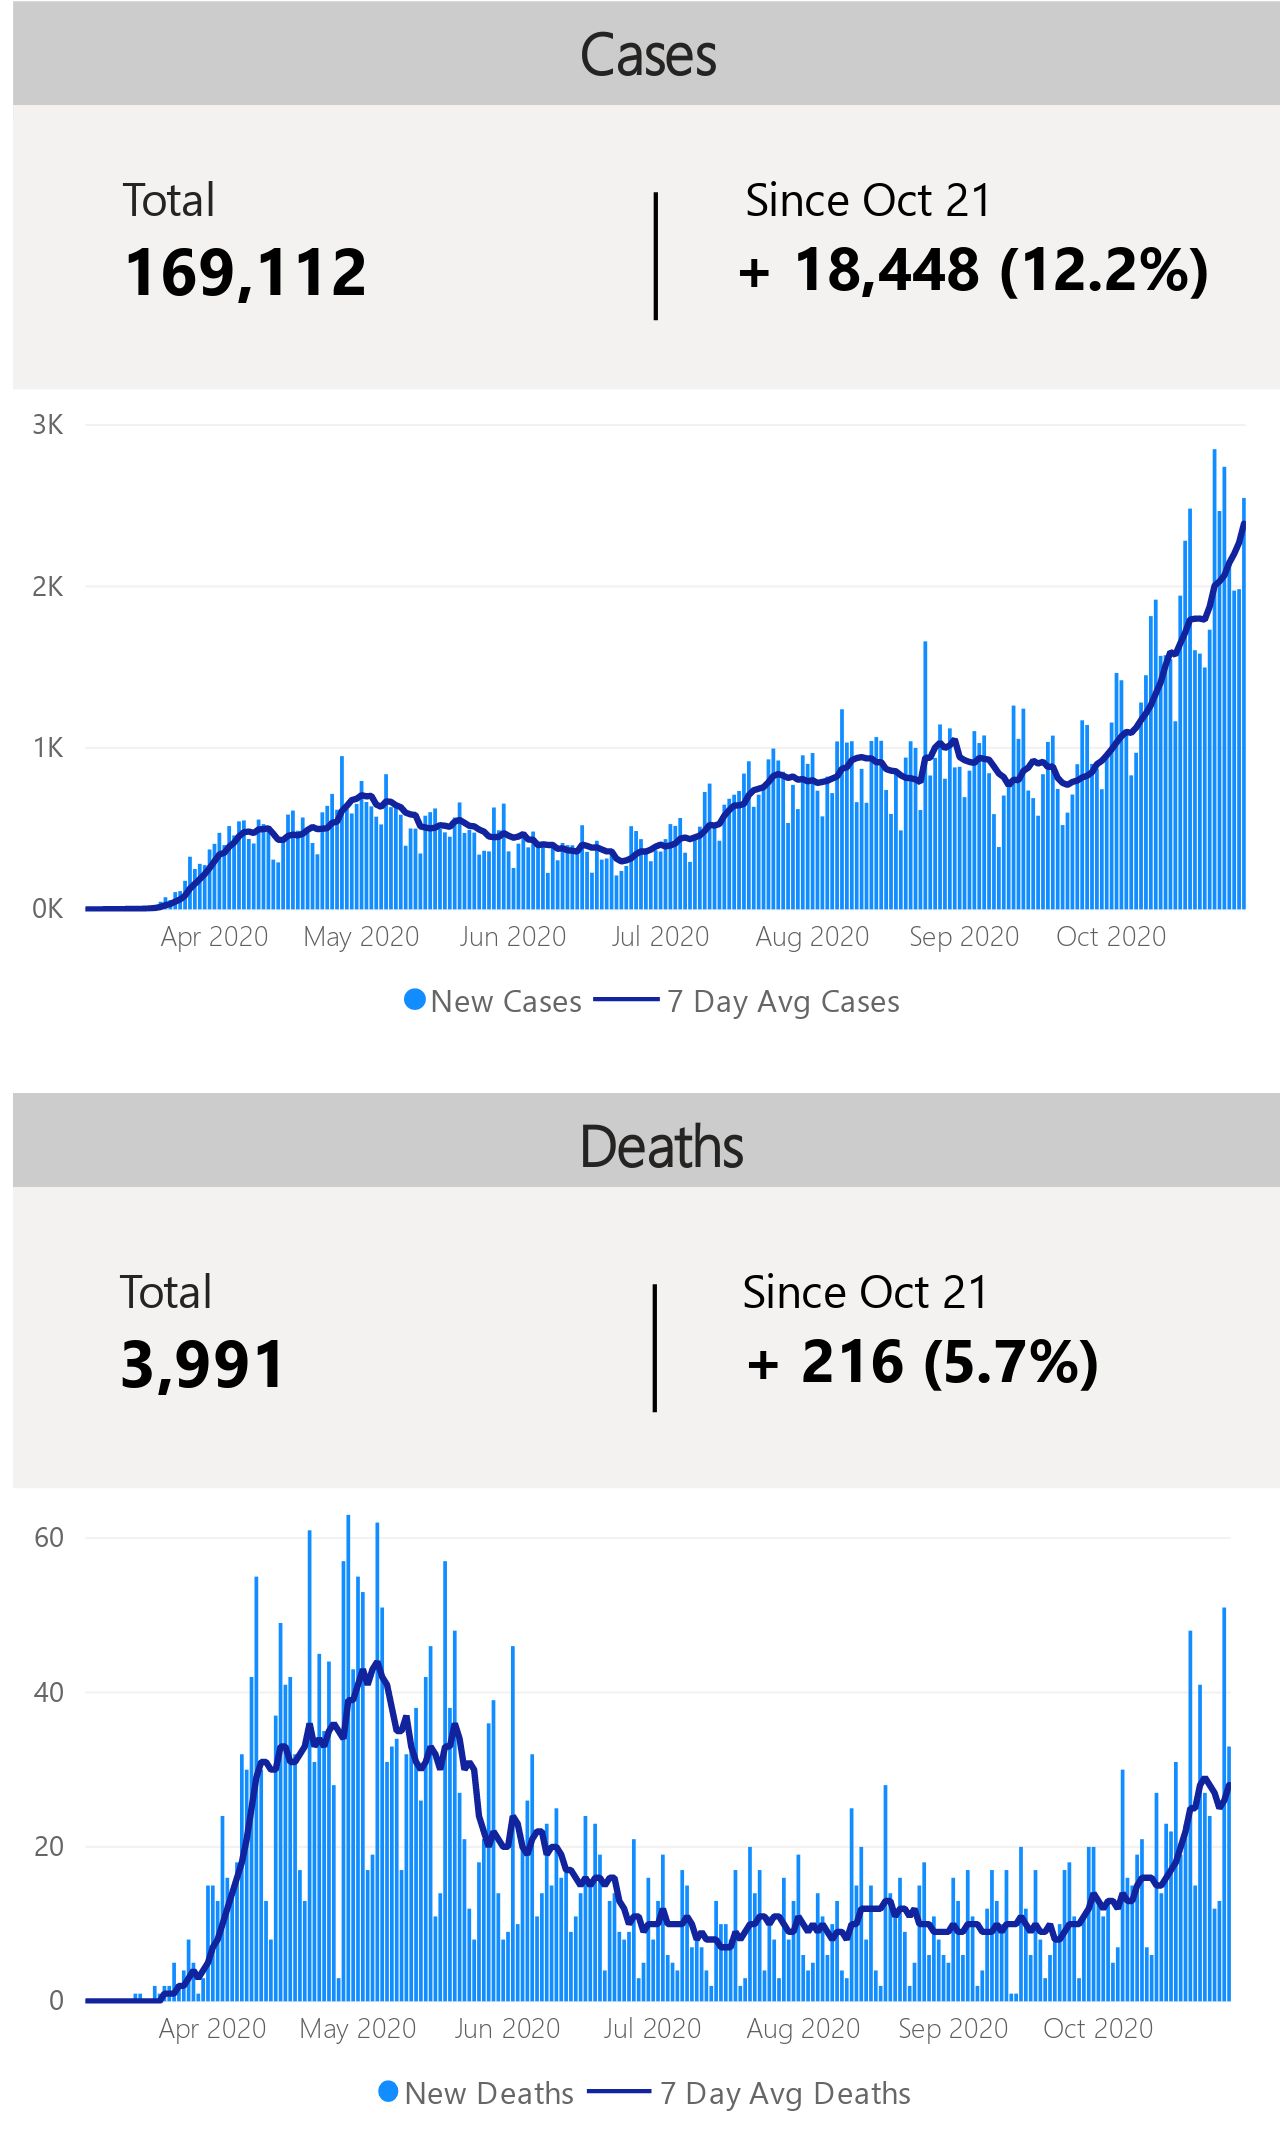 Cases
Total
Since Oct 21
169,112
+ 18,448 (12.2%)
3K
2K
1K
0K
Apr 2020 May 2020 Jun 2020 Jul 2020 Aug 2020 Sep 2020 Oct 2020
New Cases 7 Day Avg Cases
Deaths
Total
Since Oct 21
3,991
+ 216 (5.7%)
60
40
20
0
Apr 2020 May 2020 Jun 2020 Jul 2020 Aug 2020 Sep 2020 Oct 2020
New Deaths 7 Day Avg Deaths